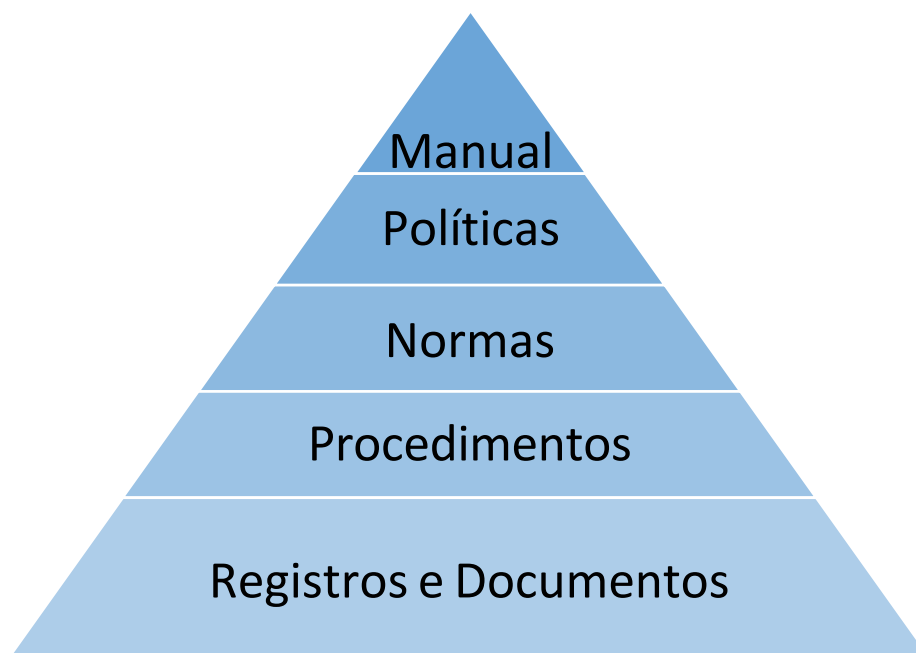 Manual
Políticas
Normas
Procedimentos
Registros e Documentos